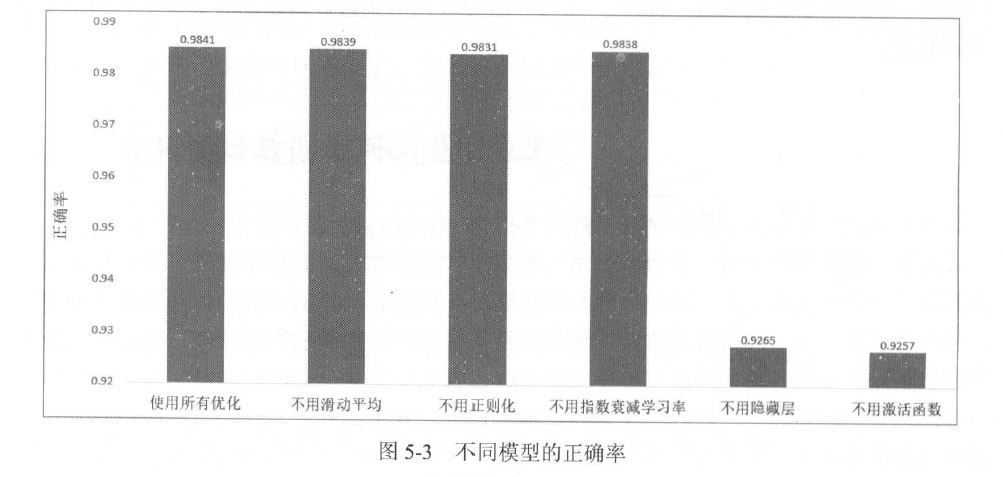 0.99
0.98
0.97
0.96
0.95
0.94
0.93
0.92
正确率
0.9841
0.9839
0.9831
0.9838
0.9265
0.9257
使用所有优化
不用滑动平均
不用正则化
不用指数衰减学习率
不用隐藏层
不用激活函数
图 5-3 不同模型的正确率